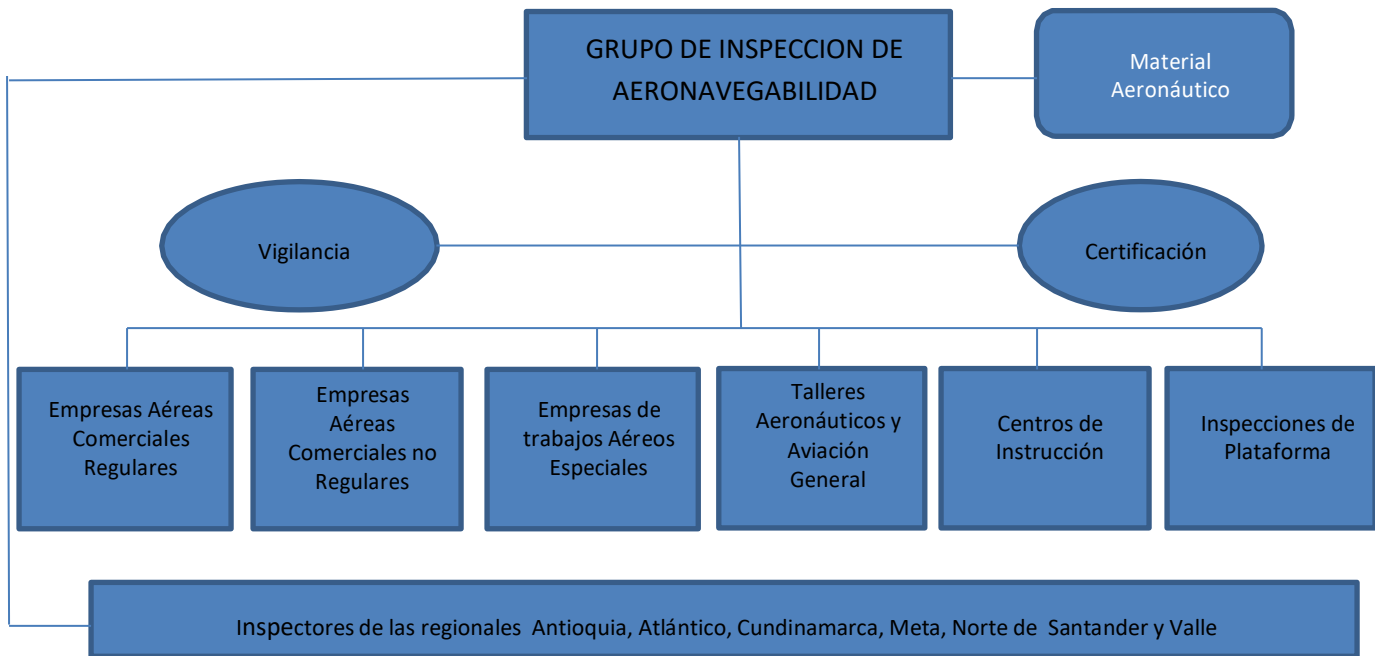 GRUPO DE INSPECCION DE
AERONAVEGABILIDAD
Material
Aeronáutico
Vigilancia
Certificación
Empresas Aéreas
Comerciales
Regulares
Empresas
Aéreas
Comerciales no
Regulares
Empresas de
trabajos Aéreos
Especiales
Talleres
Aeronáuticos y
Aviación
General
Centros de
Instrucción
Inspecciones de
Plataforma
Inspectores de las regionales Antioquia, Atlántico, Cundinamarca, Meta, Norte de Santander y Valle